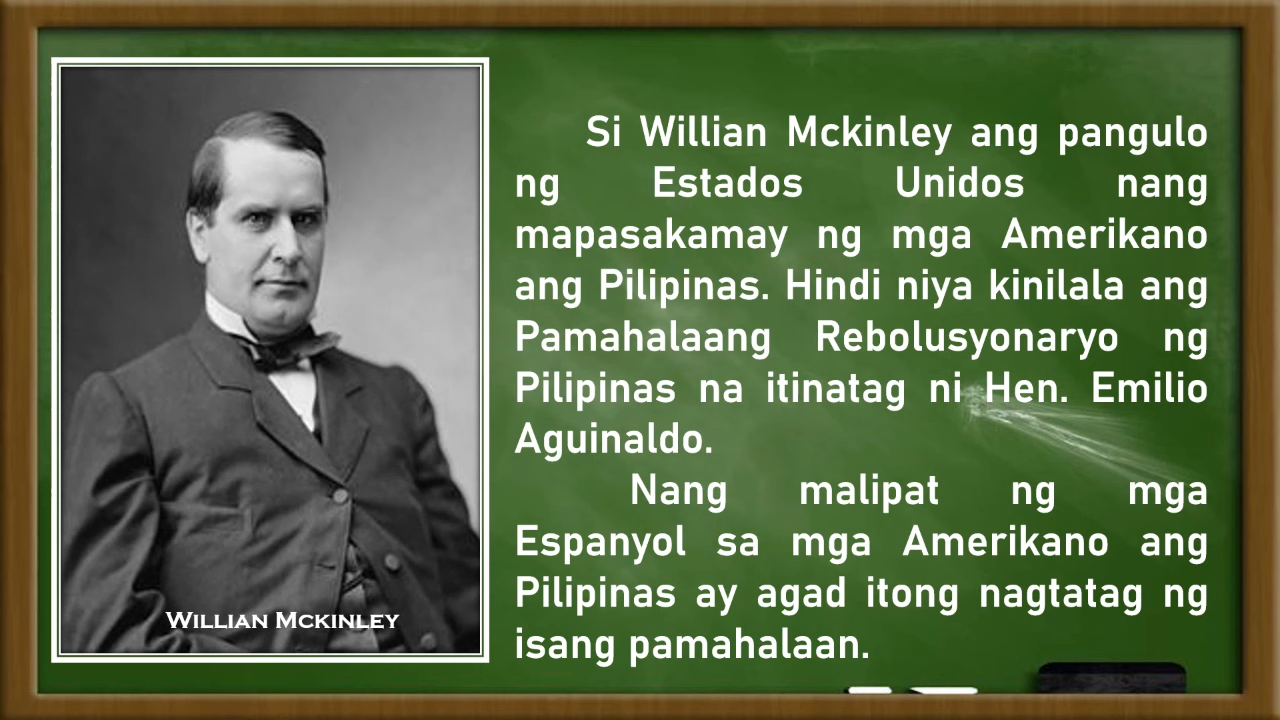 WILLIAN MCKINLEY
Si Willian Mckinley ang pangulo
ng Estados Unidos nang
mapasakamay ng mga Amerikano
ang Pilipinas. Hindi niya kinilala ang
Pamahalaang Rebolusyonaryo ng
Pilipinas na itinatag ni Hen. Emilio
Aguinaldo.
Nang malipat ng mga
Espanyol sa mga Amerikano ang
Pilipinas ay agad itong nagtatag ng
isang pamahalaan.